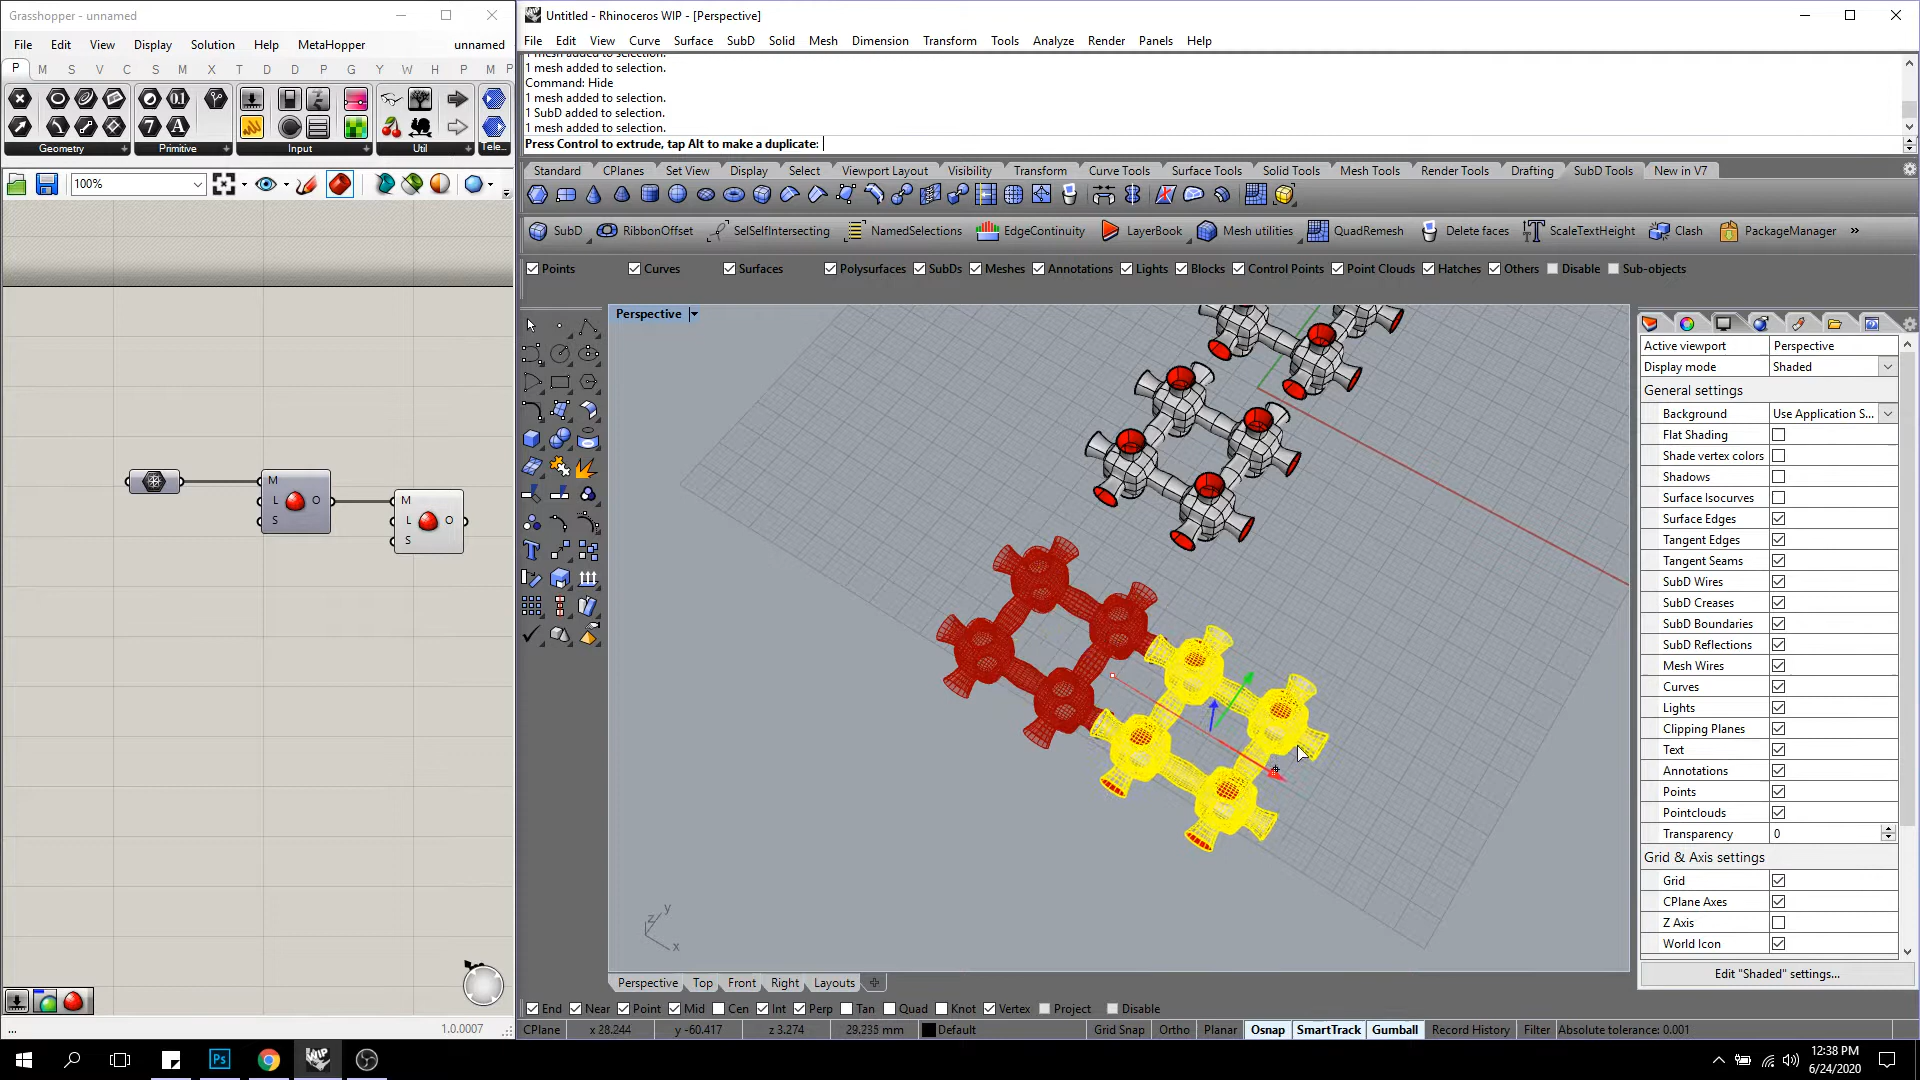 Grasshopper - unnamed
File Edit View Display Solution Help MetaHopper unnamed
P M S V C S M X T D D P G Y W H P M P
Geometry + Primitive + Input + Util + Tele...
100%
M
L O
S
M
L O
S
...
1.0.0007
Untitled - Rhinoceros WIP - [Perspective]
File Edit View Curve Surface SubD Solid Mesh Dimension Transform Tools Analyze Render Panels Help
1 mesh added to selection.
1 mesh added to selection.
Command: Hide
1 mesh added to selection.
1 SubD added to selection.
1 mesh added to selection.
Press Control to extrude, tap Alt to make a duplicate:
Standard CPlanes Set View Display Select Viewport Layout Visibility Transform Curve Tools Surface Tools Solid Tools Mesh Tools Render Tools Drafting SubD Tools New in V7
SubD RibbonOffset SelSelfIntersecting NamedSelections EdgeContinuity LayerBook Mesh utilities QuadRemesh Delete faces ScaleTextHeight Clash PackageManager »
Points Curves Surfaces Polysurfaces SubDs Meshes Annotations Lights Blocks Control Points Point Clouds Hatches Others Disable Sub-objects
Perspective
z y
x
Active viewport Perspective
Display mode Shaded
General settings
Background Use Application S...
Flat Shading
Shade vertex colors
Shadows
Surface Isocurves
Surface Edges
Tangent Edges
Tangent Seams
SubD Wires
SubD Creases
SubD Boundaries
SubD Reflections
Mesh Wires
Curves
Lights
Clipping Planes
Text
Annotations
Points
Pointclouds
Transparency 0
Grid & Axis settings
Grid
CPlane Axes
Z Axis
World Icon
Edit "Shaded" settings...
Perspective Top Front Right Layouts
End Near Point Mid Cen Int Perp Tan Quad Knot Vertex Project Disable
CPlane x 28.244 y -60.417 z 3.274 29.235 mm Default Grid Snap Ortho Planar Osnap SmartTrack Gumball Record History Filter Absolute tolerance: 0.001
Ps WIP
12:38 PM
6/24/2020